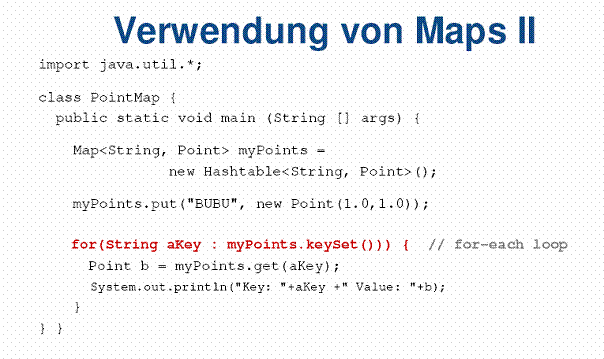 Verwendung von Maps II
import java.util.*;
class PointMap {
public static void main (String [] args) {
Map<String, Point> myPoints =
new Hashtable<String, Point>();
myPoints.put("BUBU", new Point(1.0,1.0));
for(String aKey : myPoints.keySet())) { // for-each loop
Point b = myPoints.get(aKey);
System.out.println("Key: "+aKey +" Value: "+b);
}
} }